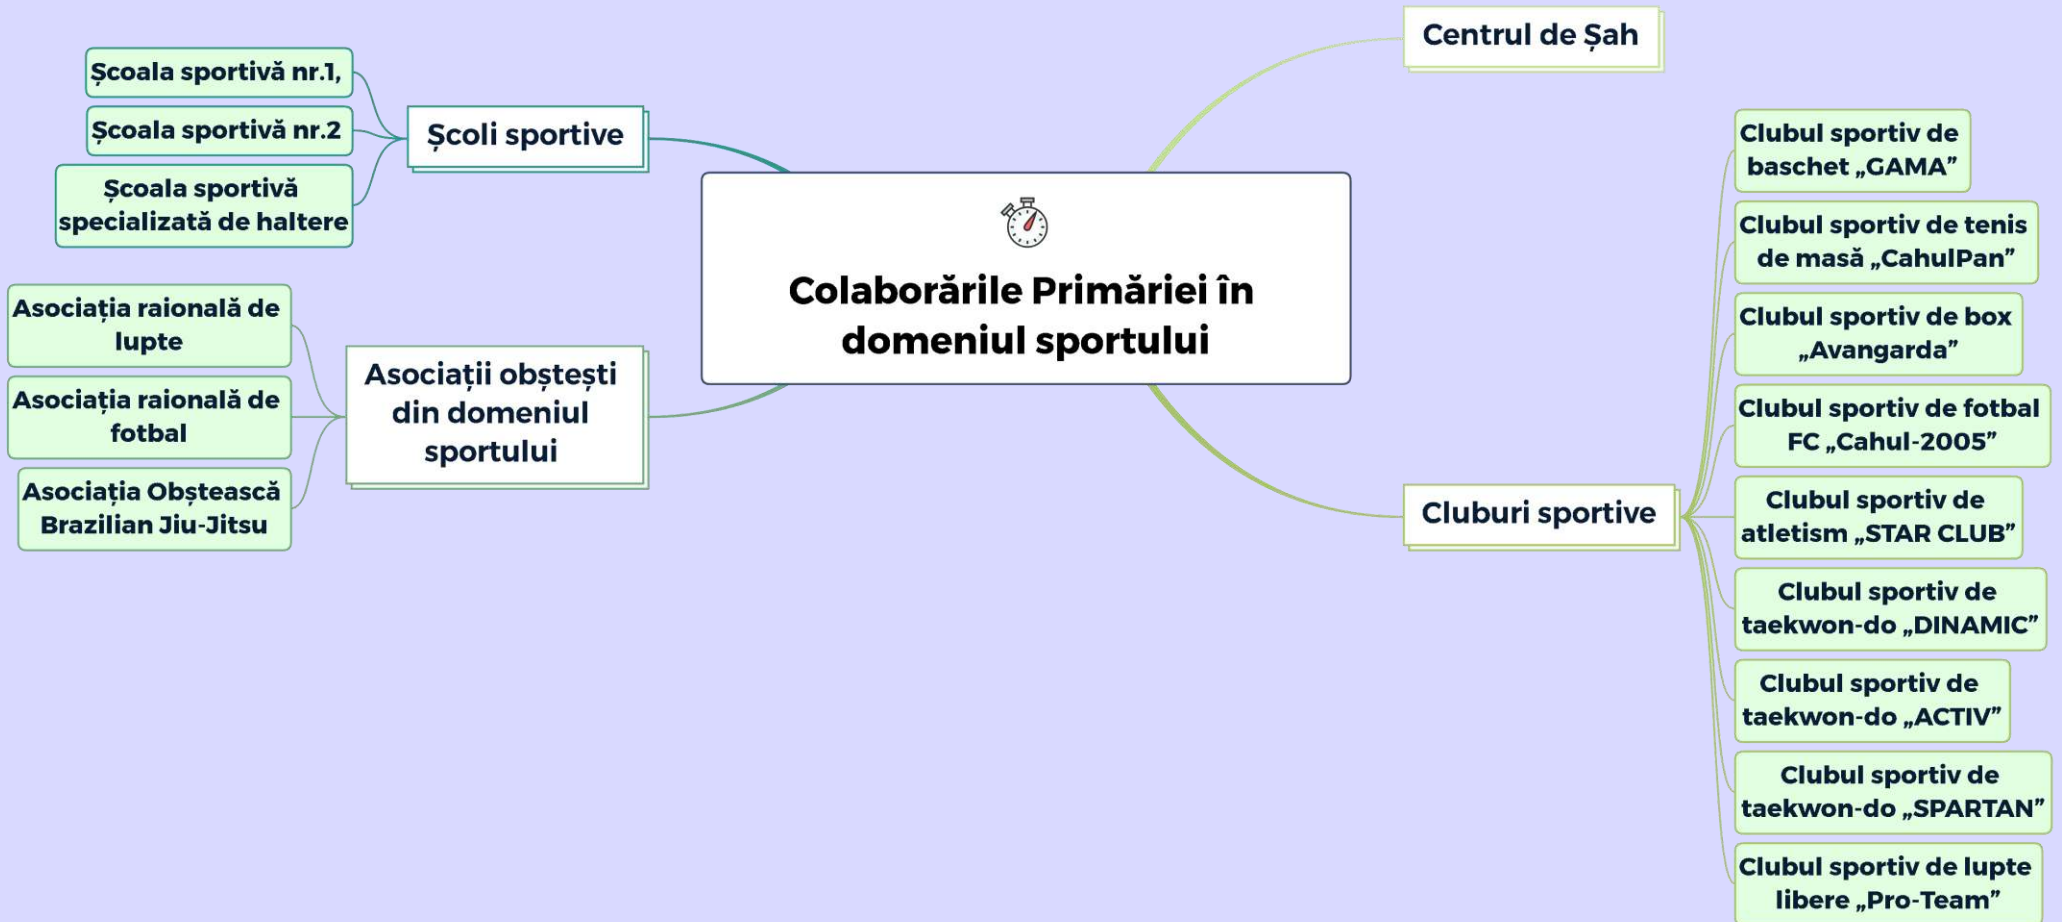 Colaborările Primăriei în
domeniul sportului
Școli sportive
Școala sportivă nr.1,
Școala sportivă nr.2
Școala sportivă
specializată de haltere
Asociații obștești
din domeniul
sportului
Asociația raională de
lupte
Asociația raională de
fotbal
Asociația Obștească
Brazilian Jiu-Jitsu
Centrul de Șah
Cluburi sportive
Clubul sportiv de
baschet „GAMA”
Clubul sportiv de tenis
de masă „CahulPan”
Clubul sportiv de box
„Avangarda”
Clubul sportiv de fotbal
FC „Cahul-2005”
Clubul sportiv de
atletism „STAR CLUB”
Clubul sportiv de
taekwon-do „DINAMIC”
Clubul sportiv de
taekwon-do „ACTIV”
Clubul sportiv de
taekwon-do „SPARTAN”
Clubul sportiv de lupte
libere „Pro-Team”